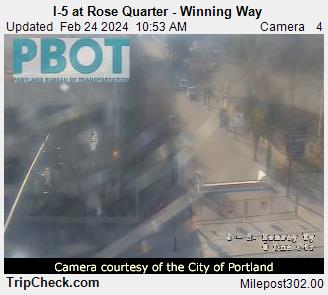 I-5 at Rose Quarter - Winning Way
Updated Feb 24 2024 10:53 AM Camera 4
PBOT
PORTLAND BUREAU OF TRANSPORTATION
Camera courtesy of the City of Portland
TripCheck.com Milepost302.00